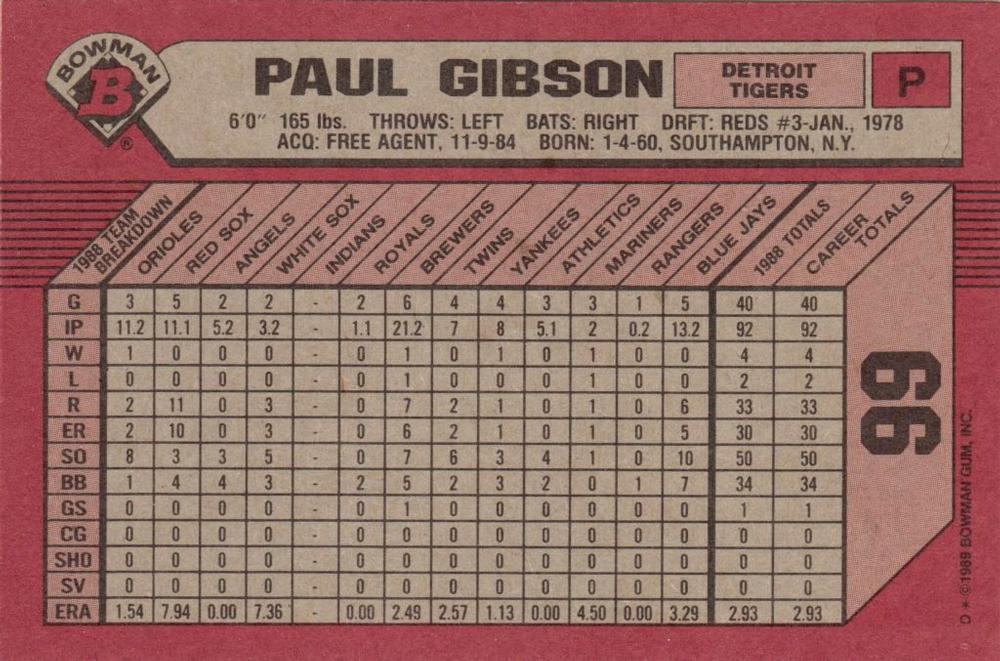 BOWMAN
B
®
PAUL GIBSON
DETROIT
TIGERS
P
6'0" 165 lbs. THROWS: LEFT BATS: RIGHT DRFT: REDS #3-JAN., 1978
ACQ: FREE AGENT, 11-9-84 BORN: 1-4-60, SOUTHAMPTON, N.Y.
1988 TEAM BREAKDOWN ORIOLES RED SOX ANGELS WHITE SOX INDIANS ROYALS BREWERS TWINS YANKEES ATHLETICS MARINERS RANGERS BLUE JAYS 1988 TOTALS CAREER TOTALS
G 3 5 2 2 - 2 6 4 4 3 3 1 5 40 40
IP 11.2 11.1 5.2 3.2 - 1.1 21.2 7 8 5.1 2 0.2 13.2 92 92
W 1 0 0 0 - 0 1 0 1 0 1 0 0 4 4
L 0 0 0 0 - 0 1 0 0 0 1 0 0 2 2
R 2 11 0 3 - 0 7 2 1 0 1 0 6 33 33
ER 2 10 0 3 - 0 6 2 1 0 1 0 5 30 30
SO 8 3 3 5 - 0 7 6 3 4 1 0 10 50 50
BB 1 4 4 3 - 2 5 2 3 2 0 1 7 34 34
GS 0 0 0 0 - 0 1 0 0 0 0 0 0 1 1
CG 0 0 0 0 - 0 0 0 0 0 0 0 0 0 0
SHO 0 0 0 0 - 0 0 0 0 0 0 0 0 0 0
SV 0 0 0 0 - 0 0 0 0 0 0 0 0 0 0
ERA 1.54 7.94 0.00 7.36 - 0.00 2.49 2.57 1.13 0.00 4.50 0.00 3.29 2.93 2.93
99
D * © 1989 BOWMAN GUM, INC.